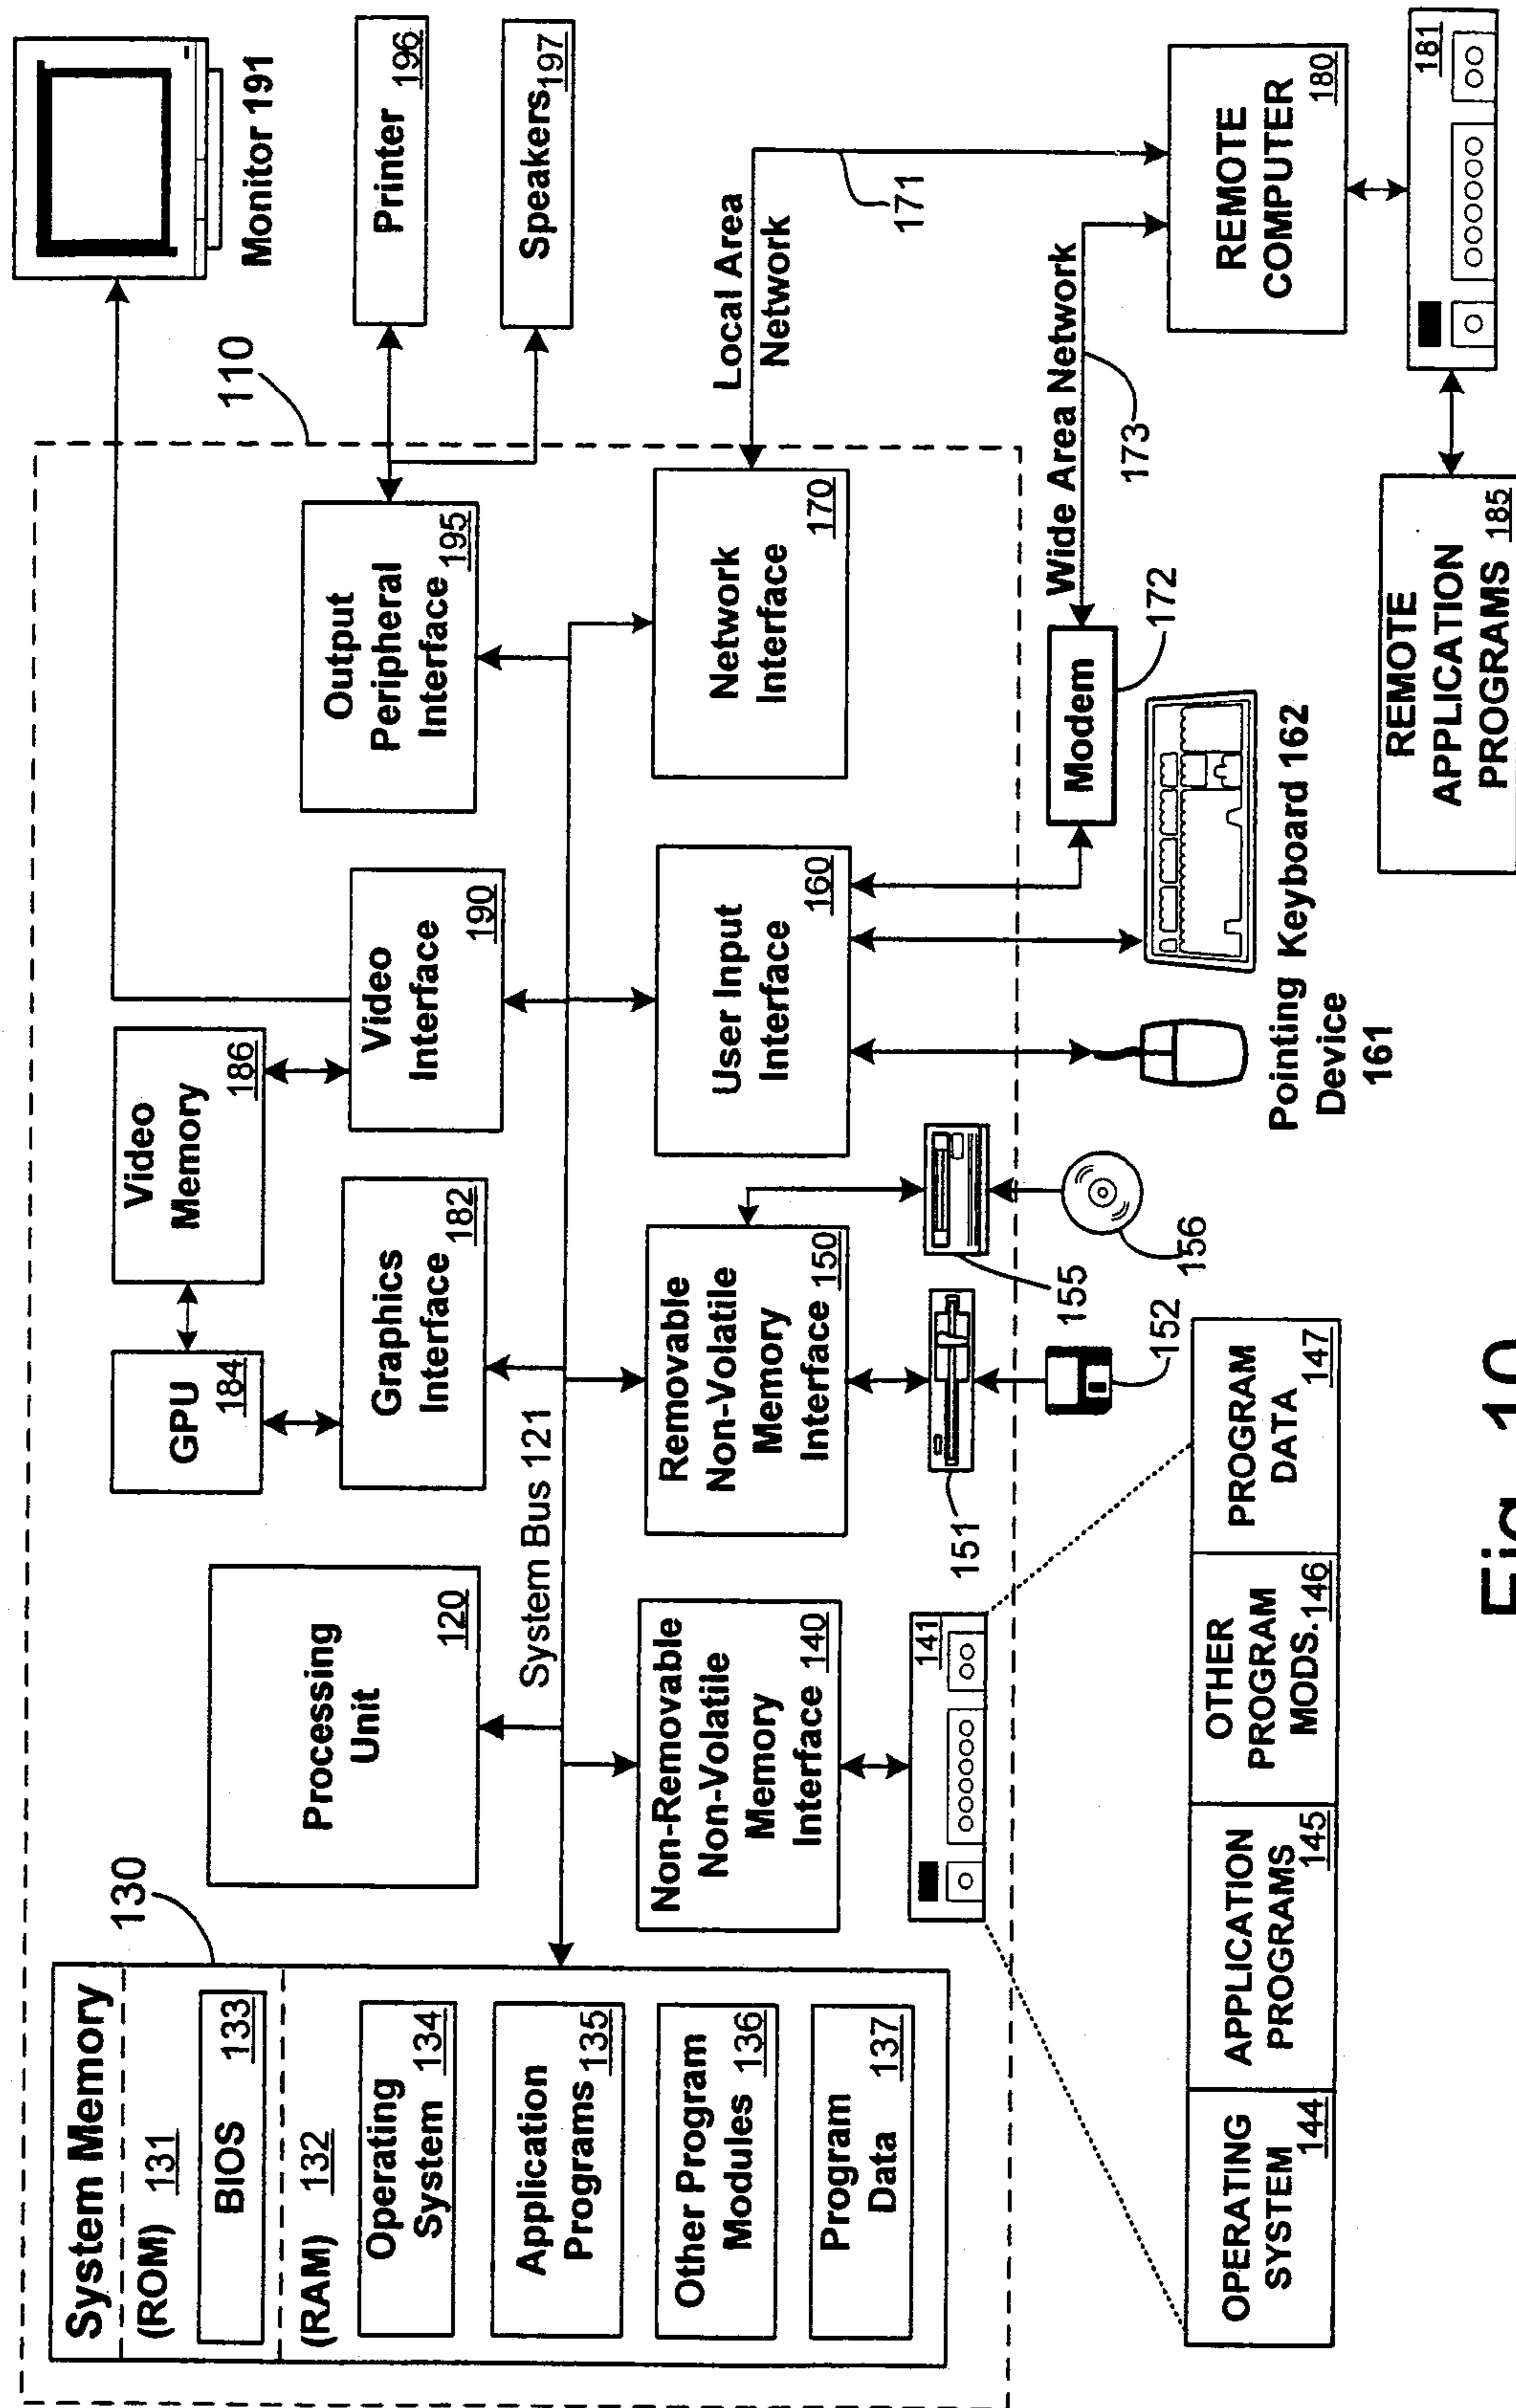 System Memory
(ROM) 131
BIOS 133
(RAM) 132
Operating
System 134
Application
Programs 135
Other Program
Modules 136
Program
Data 137
130
Processing
Unit
120
GPU
184
Video
Memory
186
Graphics
Interface
182
Video
Interface
190
Output
Peripheral
Interface 195
110
Monitor 191
Printer
196
Speakers 197
System Bus 121
Non-Removable
Non-Volatile
Memory
Interface 140
Removable
Non-Volatile
Memory
Interface 150
User Input
Interface
160
Network
Interface
170
Local Area
Network
171
141
151
155
152
156
Modem
172
Wide Area Network
173
Pointing
Device
161
Keyboard 162
REMOTE
COMPUTER
180
181
OPERATING
SYSTEM 144
APPLICATION
PROGRAMS 145
OTHER
PROGRAM
MODS. 146
PROGRAM
DATA 147
REMOTE
APPLICATION
PROGRAMS 185
Fig. 10